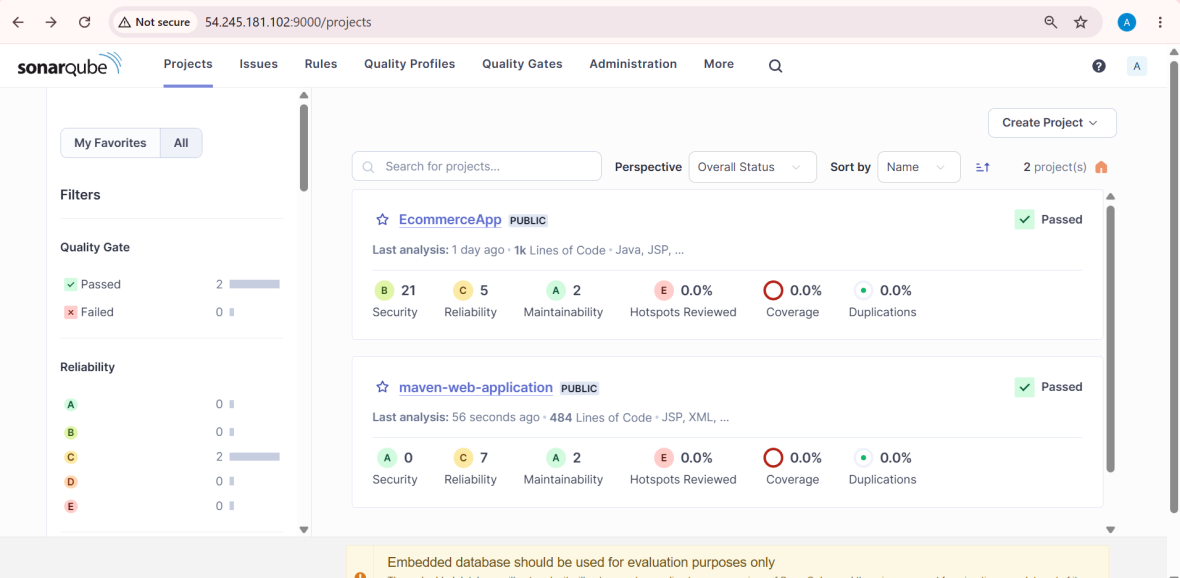 Not secure 54.245.181.102:9000/projects A
sonarqube Projects Issues Rules Quality Profiles Quality Gates Administration More A
Create Project
My Favorites All
Search for projects... Perspective Overall Status Sort by Name 2 project(s)
Filters
Quality Gate
Passed 2
Failed 0
Reliability
A 0
B 0
C 2
D 0
E 0
EcommerceApp PUBLIC Passed
Last analysis: 1 day ago · 1k Lines of Code · Java, JSP, ...
B 21 C 5 A 2 E 0.0% 0.0% 0.0%
Security Reliability Maintainability Hotspots Reviewed Coverage Duplications
maven-web-application PUBLIC Passed
Last analysis: 56 seconds ago · 484 Lines of Code · JSP, XML, ...
A 0 C 7 A 2 E 0.0% 0.0% 0.0%
Security Reliability Maintainability Hotspots Reviewed Coverage Duplications
Embedded database should be used for evaluation purposes only